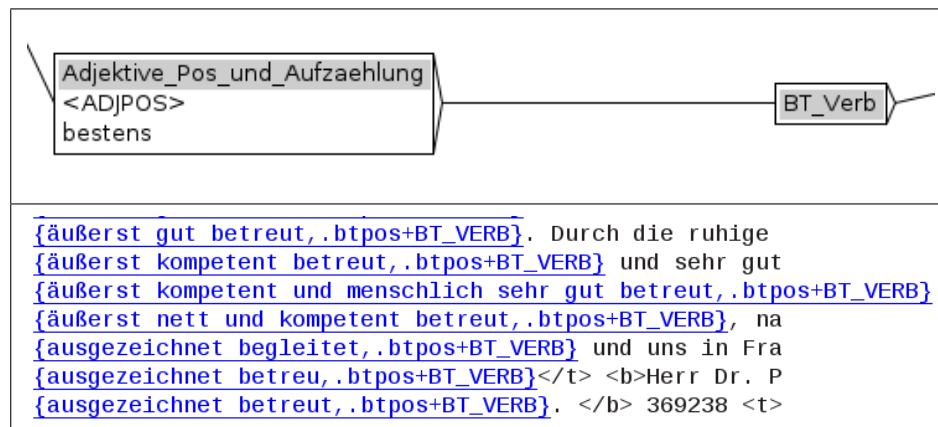 Adjektive_Pos_und_Aufzaehlung
<ADJPOS>
bestens
BT_Verb
{äußerst gut betreut,.btpos+BT_VERB}. Durch die ruhige
{äußerst kompetent betreut,.btpos+BT_VERB} und sehr gut
{äußerst kompetent und menschlich sehr gut betreut,.btpos+BT_VERB}
{äußerst nett und kompetent betreut,.btpos+BT_VERB}, na
{ausgezeichnet begleitet,.btpos+BT_VERB} und uns in Fra
{ausgezeichnet betreu,.btpos+BT_VERB}</t> <b>Herr Dr. P
{ausgezeichnet betreut,.btpos+BT_VERB}. </b> 369238 <t>